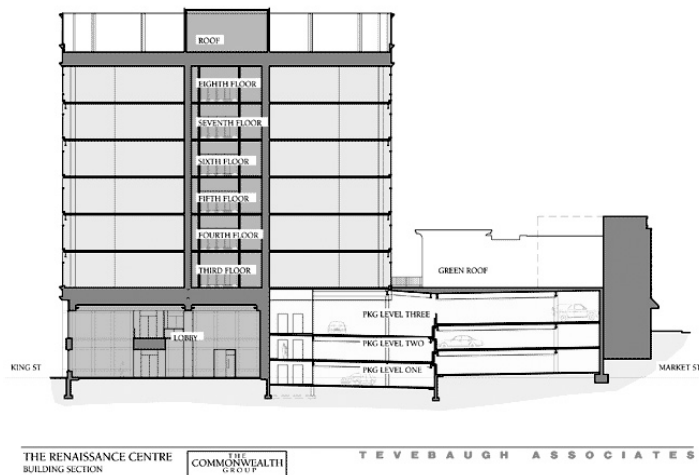 ROOF
EIGHTH FLOOR
SEVENTH FLOOR
SIXTH FLOOR
FIFTH FLOOR
FOURTH FLOOR
THIRD FLOOR
GREEN ROOF
PKG LEVEL THREE
LOBBY
PKG LEVEL TWO
KING ST
PKG LEVEL ONE
MARKET ST
THE RENAISSANCE CENTRE
BUILDING SECTION
THE
COMMONWEALTH
GROUP
TEVEBAUGH ASSOCIATES